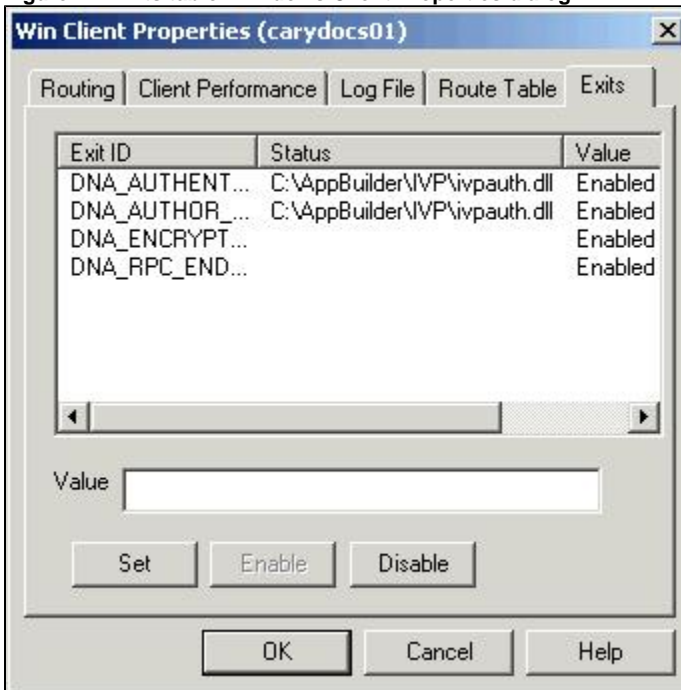 Win Client Properties (carydocs01)
Routing Client Performance Log File Route Table Exits
Exit ID Status Value
DNA_AUTHENT... C:\AppBuilder\IVP\ivpauth.dll Enabled
DNA_AUTHOR_... C:\AppBuilder\IVP\ivpauth.dll Enabled
DNA_ENCRYPT... Enabled
DNA_RPC_END... Enabled
Value
Set Enable Disable
OK Cancel Help